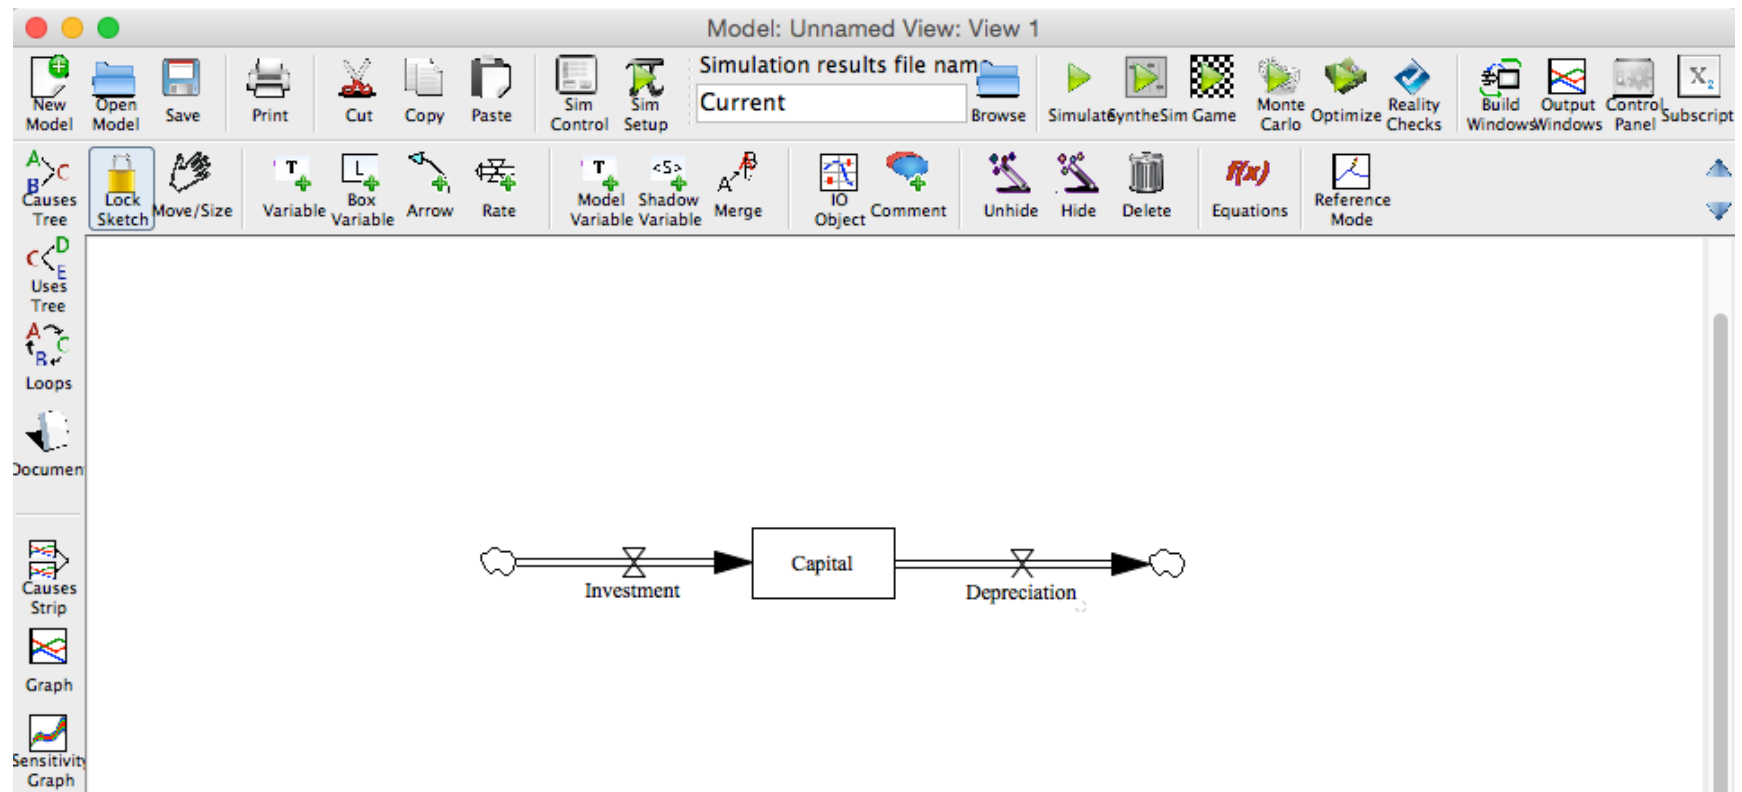 Model: Unnamed View: View 1
New Model
Open Model
Save
Print
Cut
Copy
Paste
Sim Control
Sim Setup
Simulation results file name
Current
Browse
Simulate
SyntheSim
Game
Monte Carlo
Optimize
Reality Checks
Build Windows
Output Windows
Control Panel
X2
Subscript
A
B
C
Causes Tree
Lock Sketch
Move/Size
T
Variable
L
Box Variable
Arrow
Rate
T
Model Variable
<S>
Shadow Variable
A
B
Merge
IO Object
Comment
Unhide
Hide
Delete
f(x)
Equations
Reference Mode
C
D
E
Uses Tree
A
B
C
Loops
Documen
Causes Strip
Graph
Sensitivity Graph
Investment
Capital
Depreciation